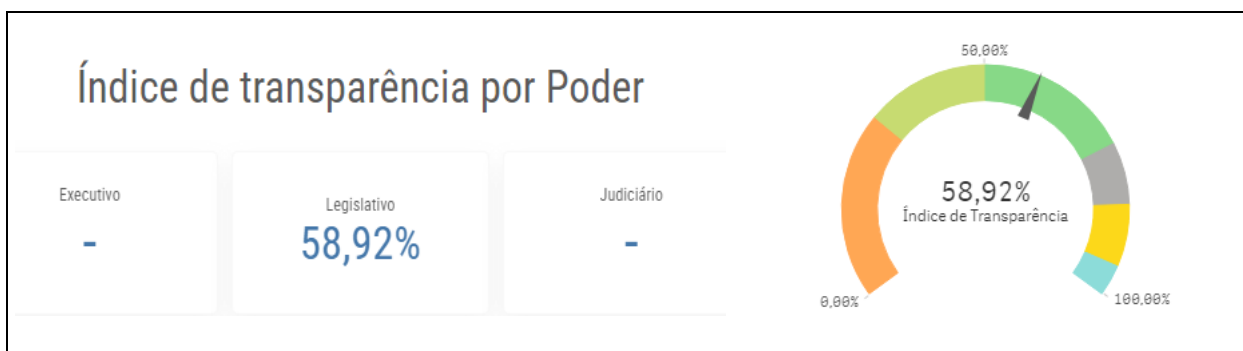 Índice de transparência por Poder
Executivo
-
Legislativo
58,92%
Judiciário
-
50,00%
58,92%
Índice de Transparência
0,00%
100,00%